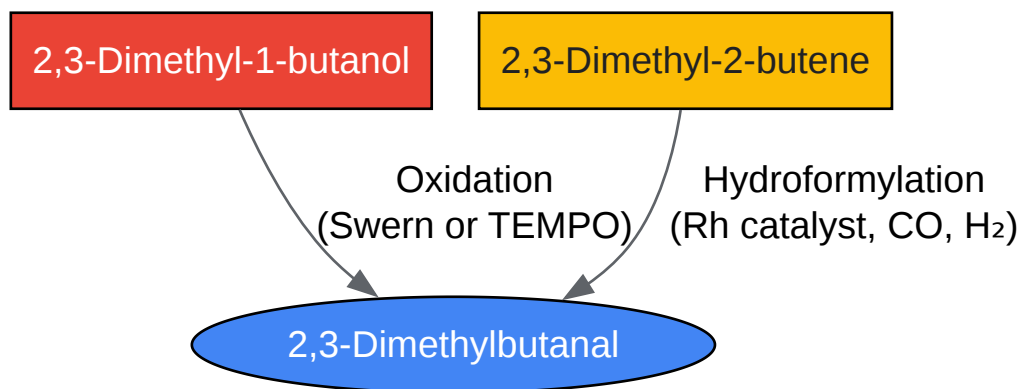 2,3-Dimethyl-1-butanol
2,3-Dimethyl-2-butene
Oxidation
(Swern or TEMPO)
Hydroformylation
(Rh catalyst, CO, H₂)
2,3-Dimethylbutanal